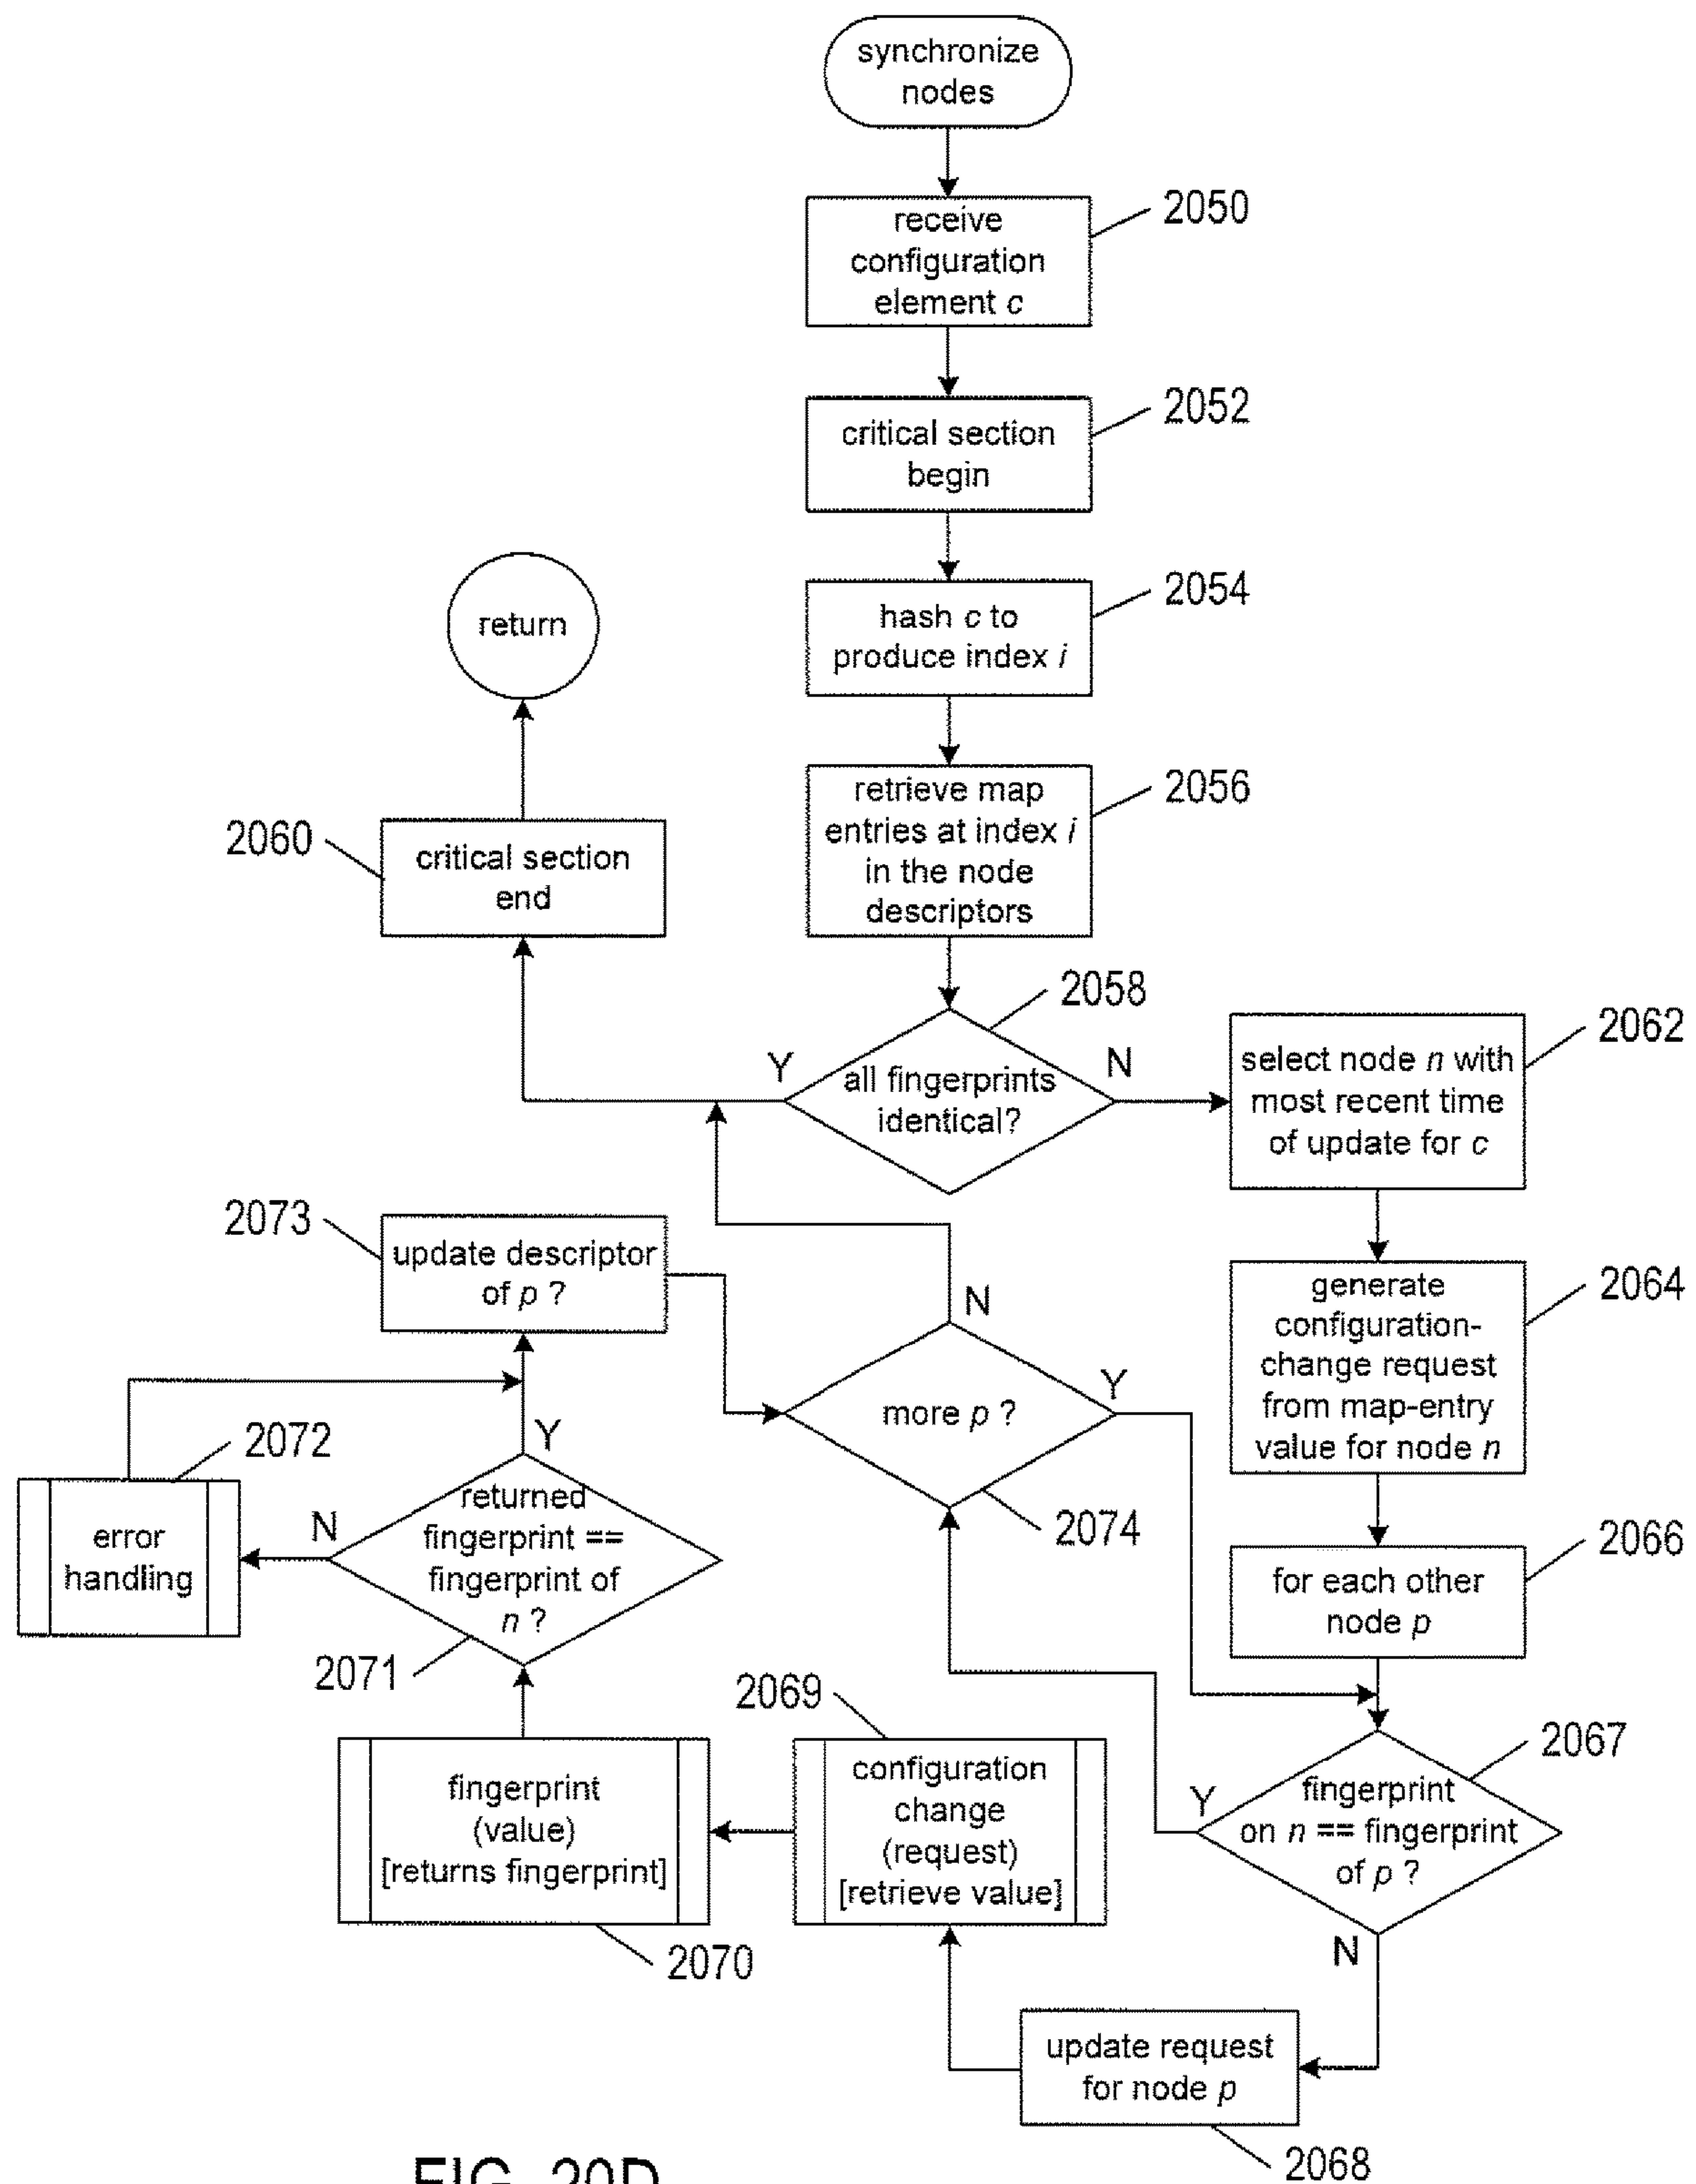 synchronize
nodes
receive
configuration
element c
2050
critical section
begin
2052
hash c to
produce index i
2054
return
retrieve map
entries at index i
in the node
descriptors
2056
2060
critical section
end
2058
all fingerprints
identical?
Y
N
2062
select node n with
most recent time
of update for c
2073
update descriptor
of p ?
2064
generate
configuration-
change request
from map-entry
value for node n
N
more p ?
Y
2074
2072
error
handling
N
Y
returned
fingerprint ==
fingerprint of
n ?
2071
2066
for each other
node p
2069
configuration
change
(request)
[retrieve value]
2067
fingerprint
on n == fingerprint
of p ?
Y
N
fingerprint
(value)
[returns fingerprint]
2070
update request
for node p
2068
FIG. 20D